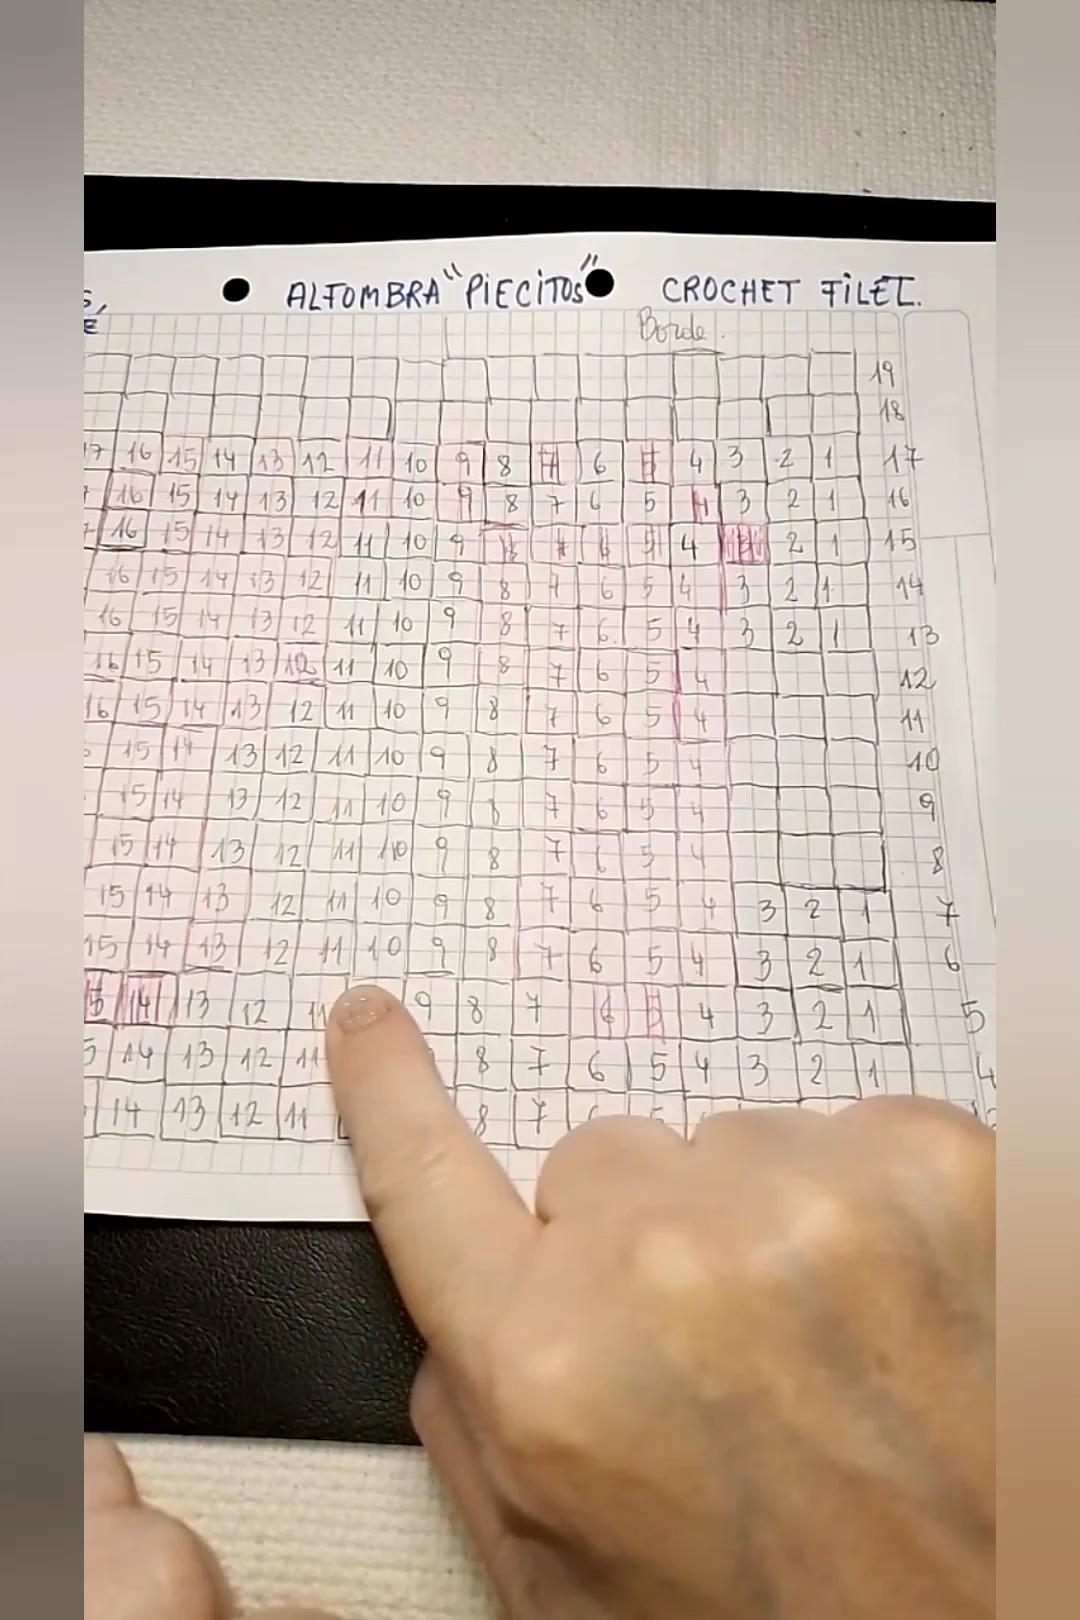 ALFOMBRA "PiECiTOS" CROCHET FiLET.
Borde.
19
18
17 16 15 14 13 12 11 10 9 8 7 6 5 4 3 2 1 17
16 15 14 13 12 11 10 9 8 7 6 5 4 3 2 1 16
16 15 14 13 12 11 10 9 8 7 6 5 4 3 2 1 15
16 15 14 13 12 11 10 9 8 7 6 5 4 3 2 1 14
16 15 14 13 12 11 10 9 8 7 6 5 4 3 2 1 13
16 15 14 13 12 11 10 9 8 7 6 5 4 12
16 15 14 13 12 11 10 9 8 7 6 5 4 11
15 14 13 12 11 10 9 8 7 6 5 4 10
15 14 13 12 11 10 9 8 7 6 5 4 9
15 14 13 12 11 10 9 8 7 6 5 4 8
15 14 13 12 11 10 9 8 7 6 5 4 3 2 1 7
15 14 13 12 11 10 9 8 7 6 5 4 3 2 1 6
14 13 12 11 9 8 7 6 5 4 3 2 1 5
14 13 12 11 8 7 6 5 4 3 2 1 4
14 13 12 11 8 7